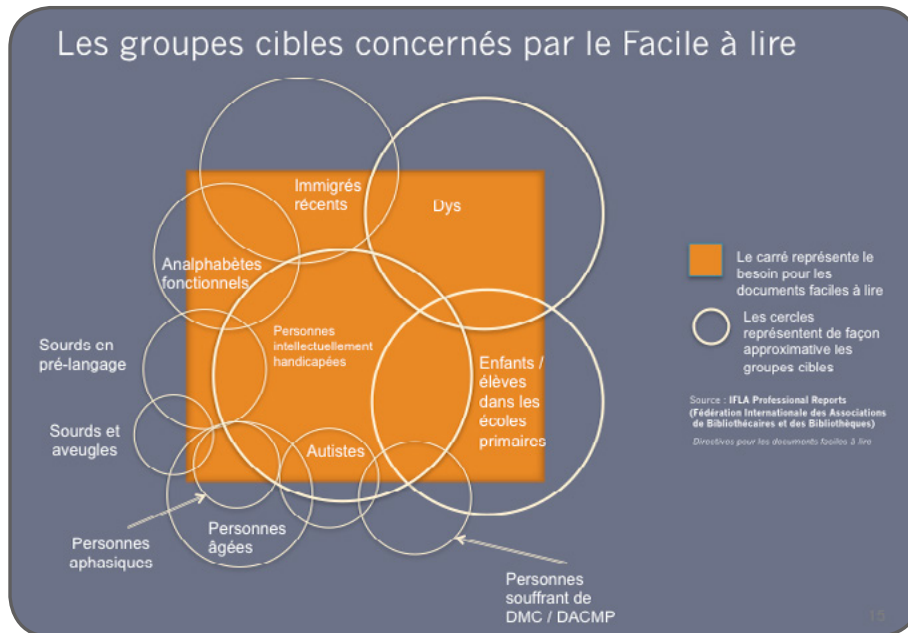 Les groupes cibles concernés par le Facile à lire
Immigrés
récents
Dys
Analphabètes
fonctionnels
Personnes
intellectuellement
handicapées
Sourds en
pré-langage
Enfants /
élèves
dans les
écoles
primaires
Sourds et
aveugles
Autistes
Personnes
âgées
Personnes
aphasiques
Personnes
souffrant de
DMC / DACMP
Le carré représente le
besoin pour les
documents faciles à lire
Les cercles
représentent de façon
approximative les
groupes cibles
Source : IFLA Professional Reports
(Fédération Internationale des Associations
de Bibliothécaires et des Bibliothèques)
Directives pour les documents faciles à lire
15